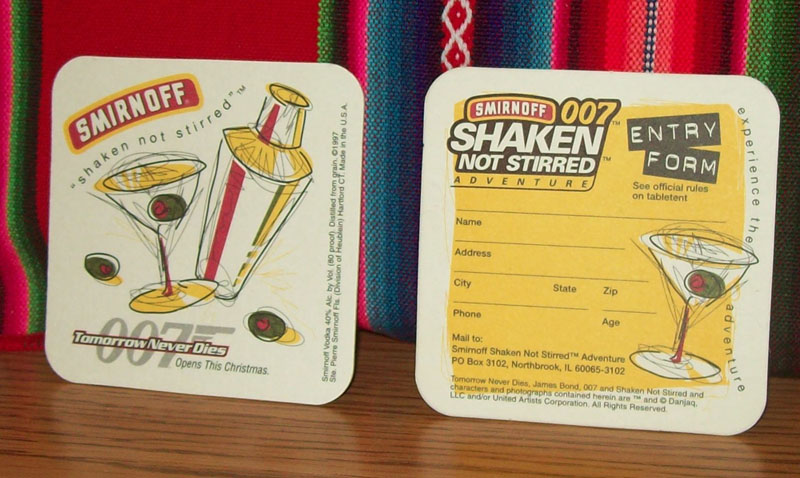 SMIRNOFF®
"shaken not stirred"™
007
Tomorrow Never Dies
Opens This Christmas.
Smirnoff Vodka 40% Alc. by Vol. (80 proof) Distilled from grain. ©1997
Ste. Pierre Smirnoff Fls. (Division of Heublein) Hartford CT. Made in the U.S.A.
SMIRNOFF 007™
SHAKEN
NOT STIRRED™
ADVENTURE
ENTRY
FORM
See official rules
on tabletent
experience the adventure
Name
Address
City State Zip
Phone Age
Mail to:
Smirnoff Shaken Not Stirred™ Adventure
PO Box 3102, Northbrook, IL 60065-3102
Tomorrow Never Dies, James Bond, 007 and Shaken Not Stirred and
characters and photographs contained herein are ™ and © Danjaq,
LLC and/or United Artists Corporation. All Rights Reserved.